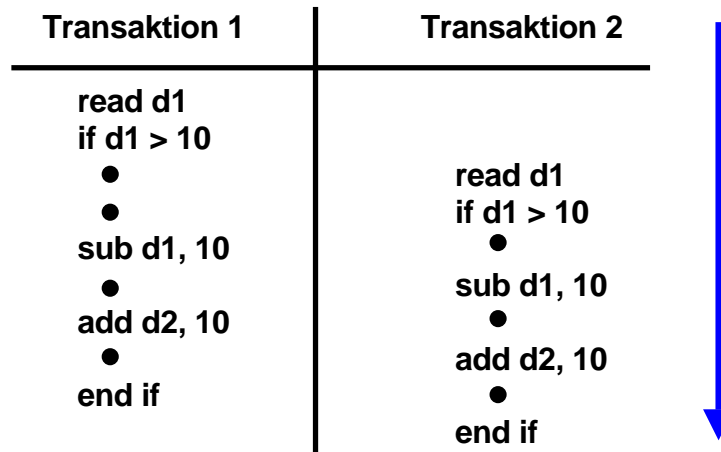 Transaktion 1
Transaktion 2
read d1
if d1 > 10
sub d1, 10
add d2, 10
end if
read d1
if d1 > 10
sub d1, 10
add d2, 10
end if